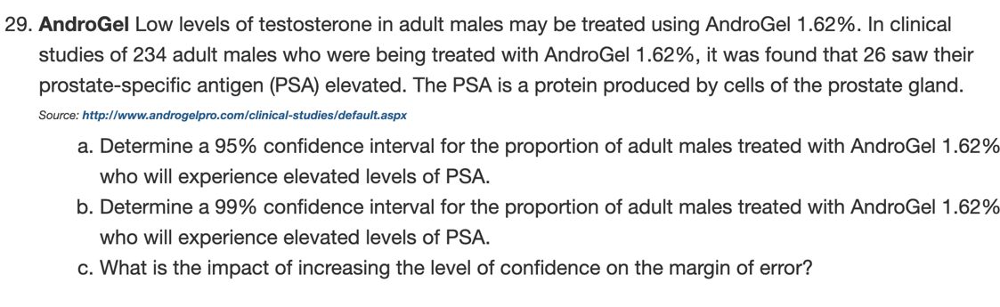 29. AndroGel Low levels of testosterone in adult males may be treated using AndroGel 1.62%. In clinical
studies of 234 adult males who were being treated with AndroGel 1.62%, it was found that 26 saw their
prostate-specific antigen (PSA) elevated. The PSA is a protein produced by cells of the prostate gland.
Source: http://www.androgelpro.com/clinical-studies/default.aspx
a. Determine a 95% confidence interval for the proportion of adult males treated with AndroGel 1.62%
who will experience elevated levels of PSA.
b. Determine a 99% confidence interval for the proportion of adult males treated with AndroGel 1.62%
who will experience elevated levels of PSA.
c. What is the impact of increasing the level of confidence on the margin of error?